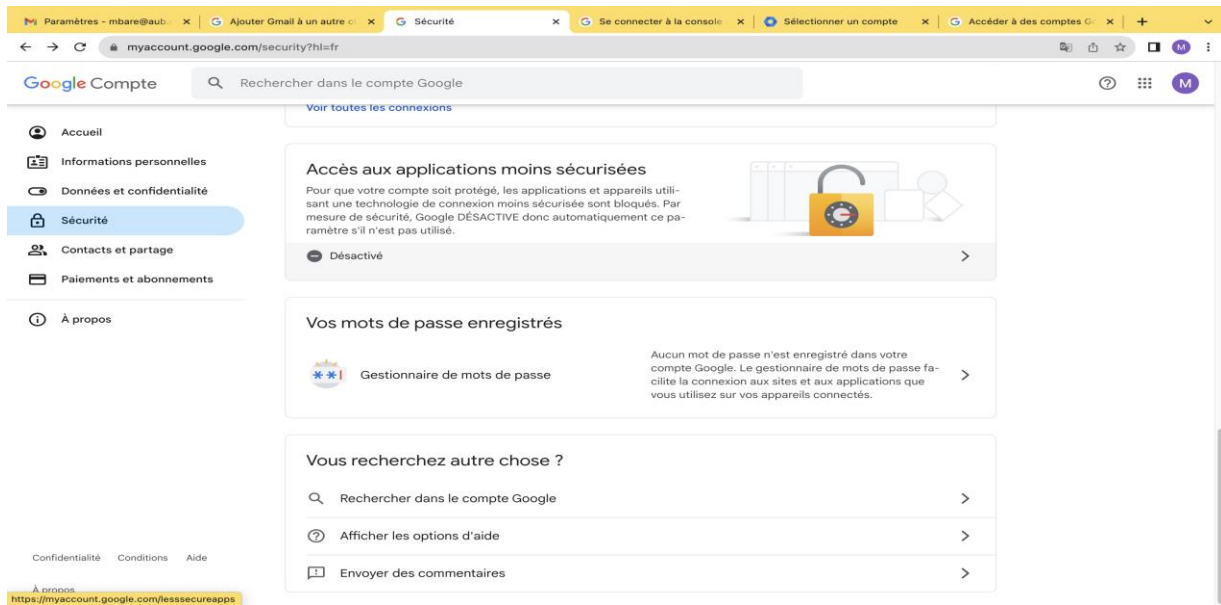 Paramètres - mbare@aub
Ajouter Gmail à un autre cl
Sécurité
Se connecter à la console
Sélectionner un compte
Accéder à des comptes G
myaccount.google.com/security?hl=fr
M
Google Compte
Rechercher dans le compte Google
M
Voir toutes les connexions
Accueil
Informations personnelles
Données et confidentialité
Sécurité
Contacts et partage
Paiements et abonnements
À propos
Accès aux applications moins sécurisées
Pour que votre compte soit protégé, les applications et appareils utili-
sant une technologie de connexion moins sécurisée sont bloqués. Par
mesure de sécurité, Google DÉSACTIVE donc automatiquement ce pa-
ramètre s'il n'est pas utilisé.
Désactivé
Vos mots de passe enregistrés
Gestionnaire de mots de passe
Aucun mot de passe n'est enregistré dans votre
compte Google. Le gestionnaire de mots de passe fa-
cilite la connexion aux sites et aux applications que
vous utilisez sur vos appareils connectés.
Vous recherchez autre chose ?
Rechercher dans le compte Google
Afficher les options d'aide
Envoyer des commentaires
Confidentialité Conditions Aide
À propos
https://myaccount.google.com/lesssecureapps